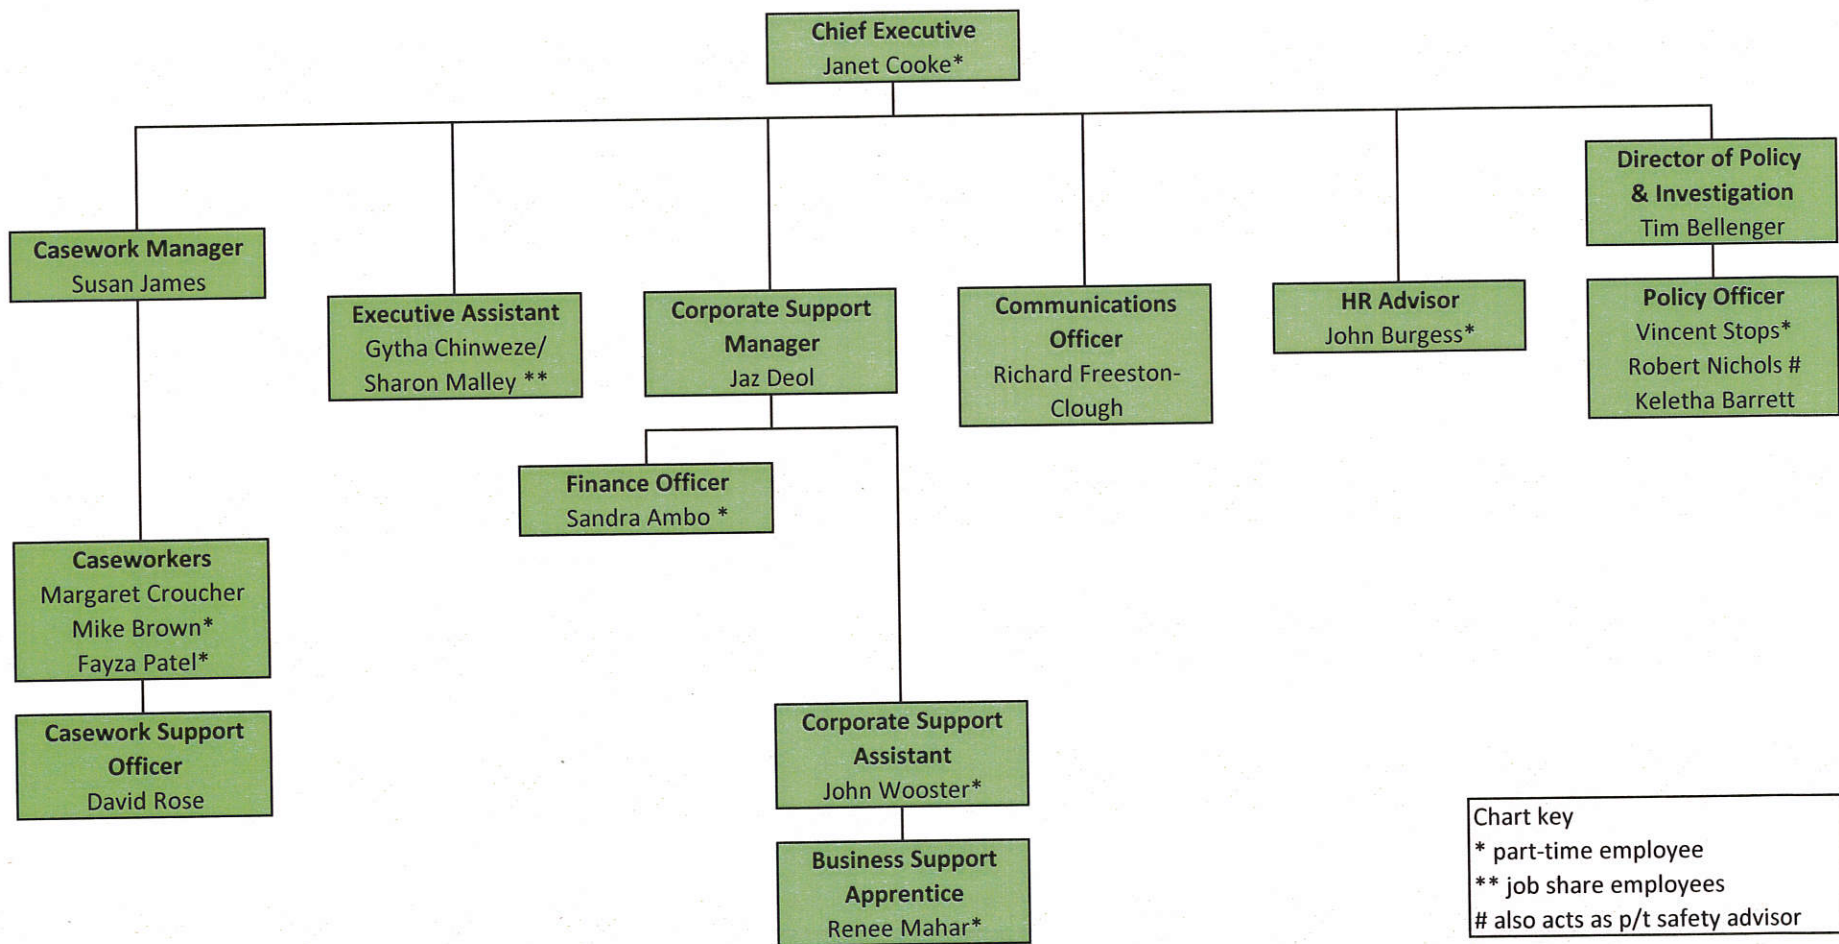 Chief Executive
Janet Cooke*
Casework Manager
Susan James
Executive Assistant
Gytha Chinweze/
Sharon Malley **
Corporate Support
Manager
Jaz Deol
Communications
Officer
Richard Freeston-
Clough
HR Advisor
John Burgess*
Director of Policy
& Investigation
Tim Bellenger
Policy Officer
Vincent Stops*
Robert Nichols #
Keletha Barrett
Finance Officer
Sandra Ambo *
Caseworkers
Margaret Croucher
Mike Brown*
Fayza Patel*
Casework Support
Officer
David Rose
Corporate Support
Assistant
John Wooster*
Business Support
Apprentice
Renee Mahar*
Chart key
* part-time employee
** job share employees
# also acts as p/t safety advisor